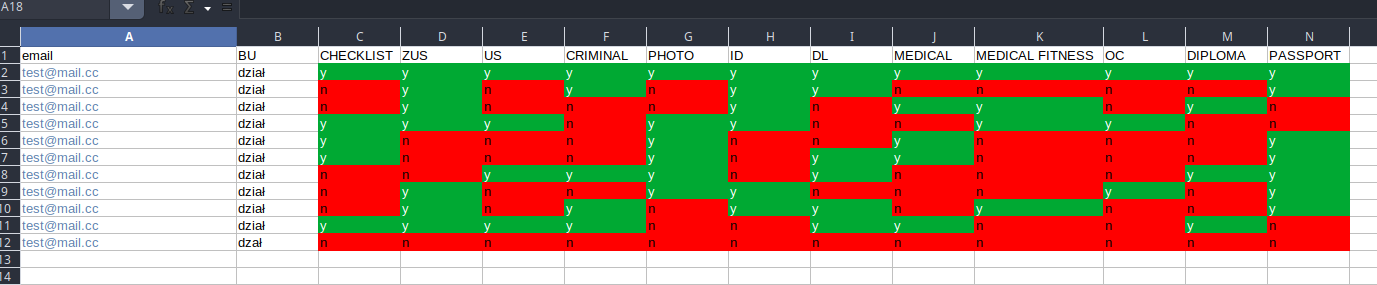 A18 fx Σ =
A B C D E F G H I J K L M N
1 email BU CHECKLIST ZUS US CRIMINAL PHOTO ID DL MEDICAL MEDICAL FITNESS OC DIPLOMA PASSPORT
2 test@mail.cc dział y y y y y y y y y y y y
3 test@mail.cc dział n y n y n y y n n n n y
4 test@mail.cc dział n y n n n y n y y n y n
5 test@mail.cc dział y y y n y y n n y y n n
6 test@mail.cc dział y n n n y n n y n n n y
7 test@mail.cc dział y n n n y n y y n n n y
8 test@mail.cc dział n n y y y n y n n n y y
9 test@mail.cc dział n y n n y y n n n y n y
10 test@mail.cc dział n y n y n y y n y n n y
11 test@mail.cc dział y y y y n n y y n n y n
12 test@mail.cc dzał n n n n n n n n n n n n
13
14